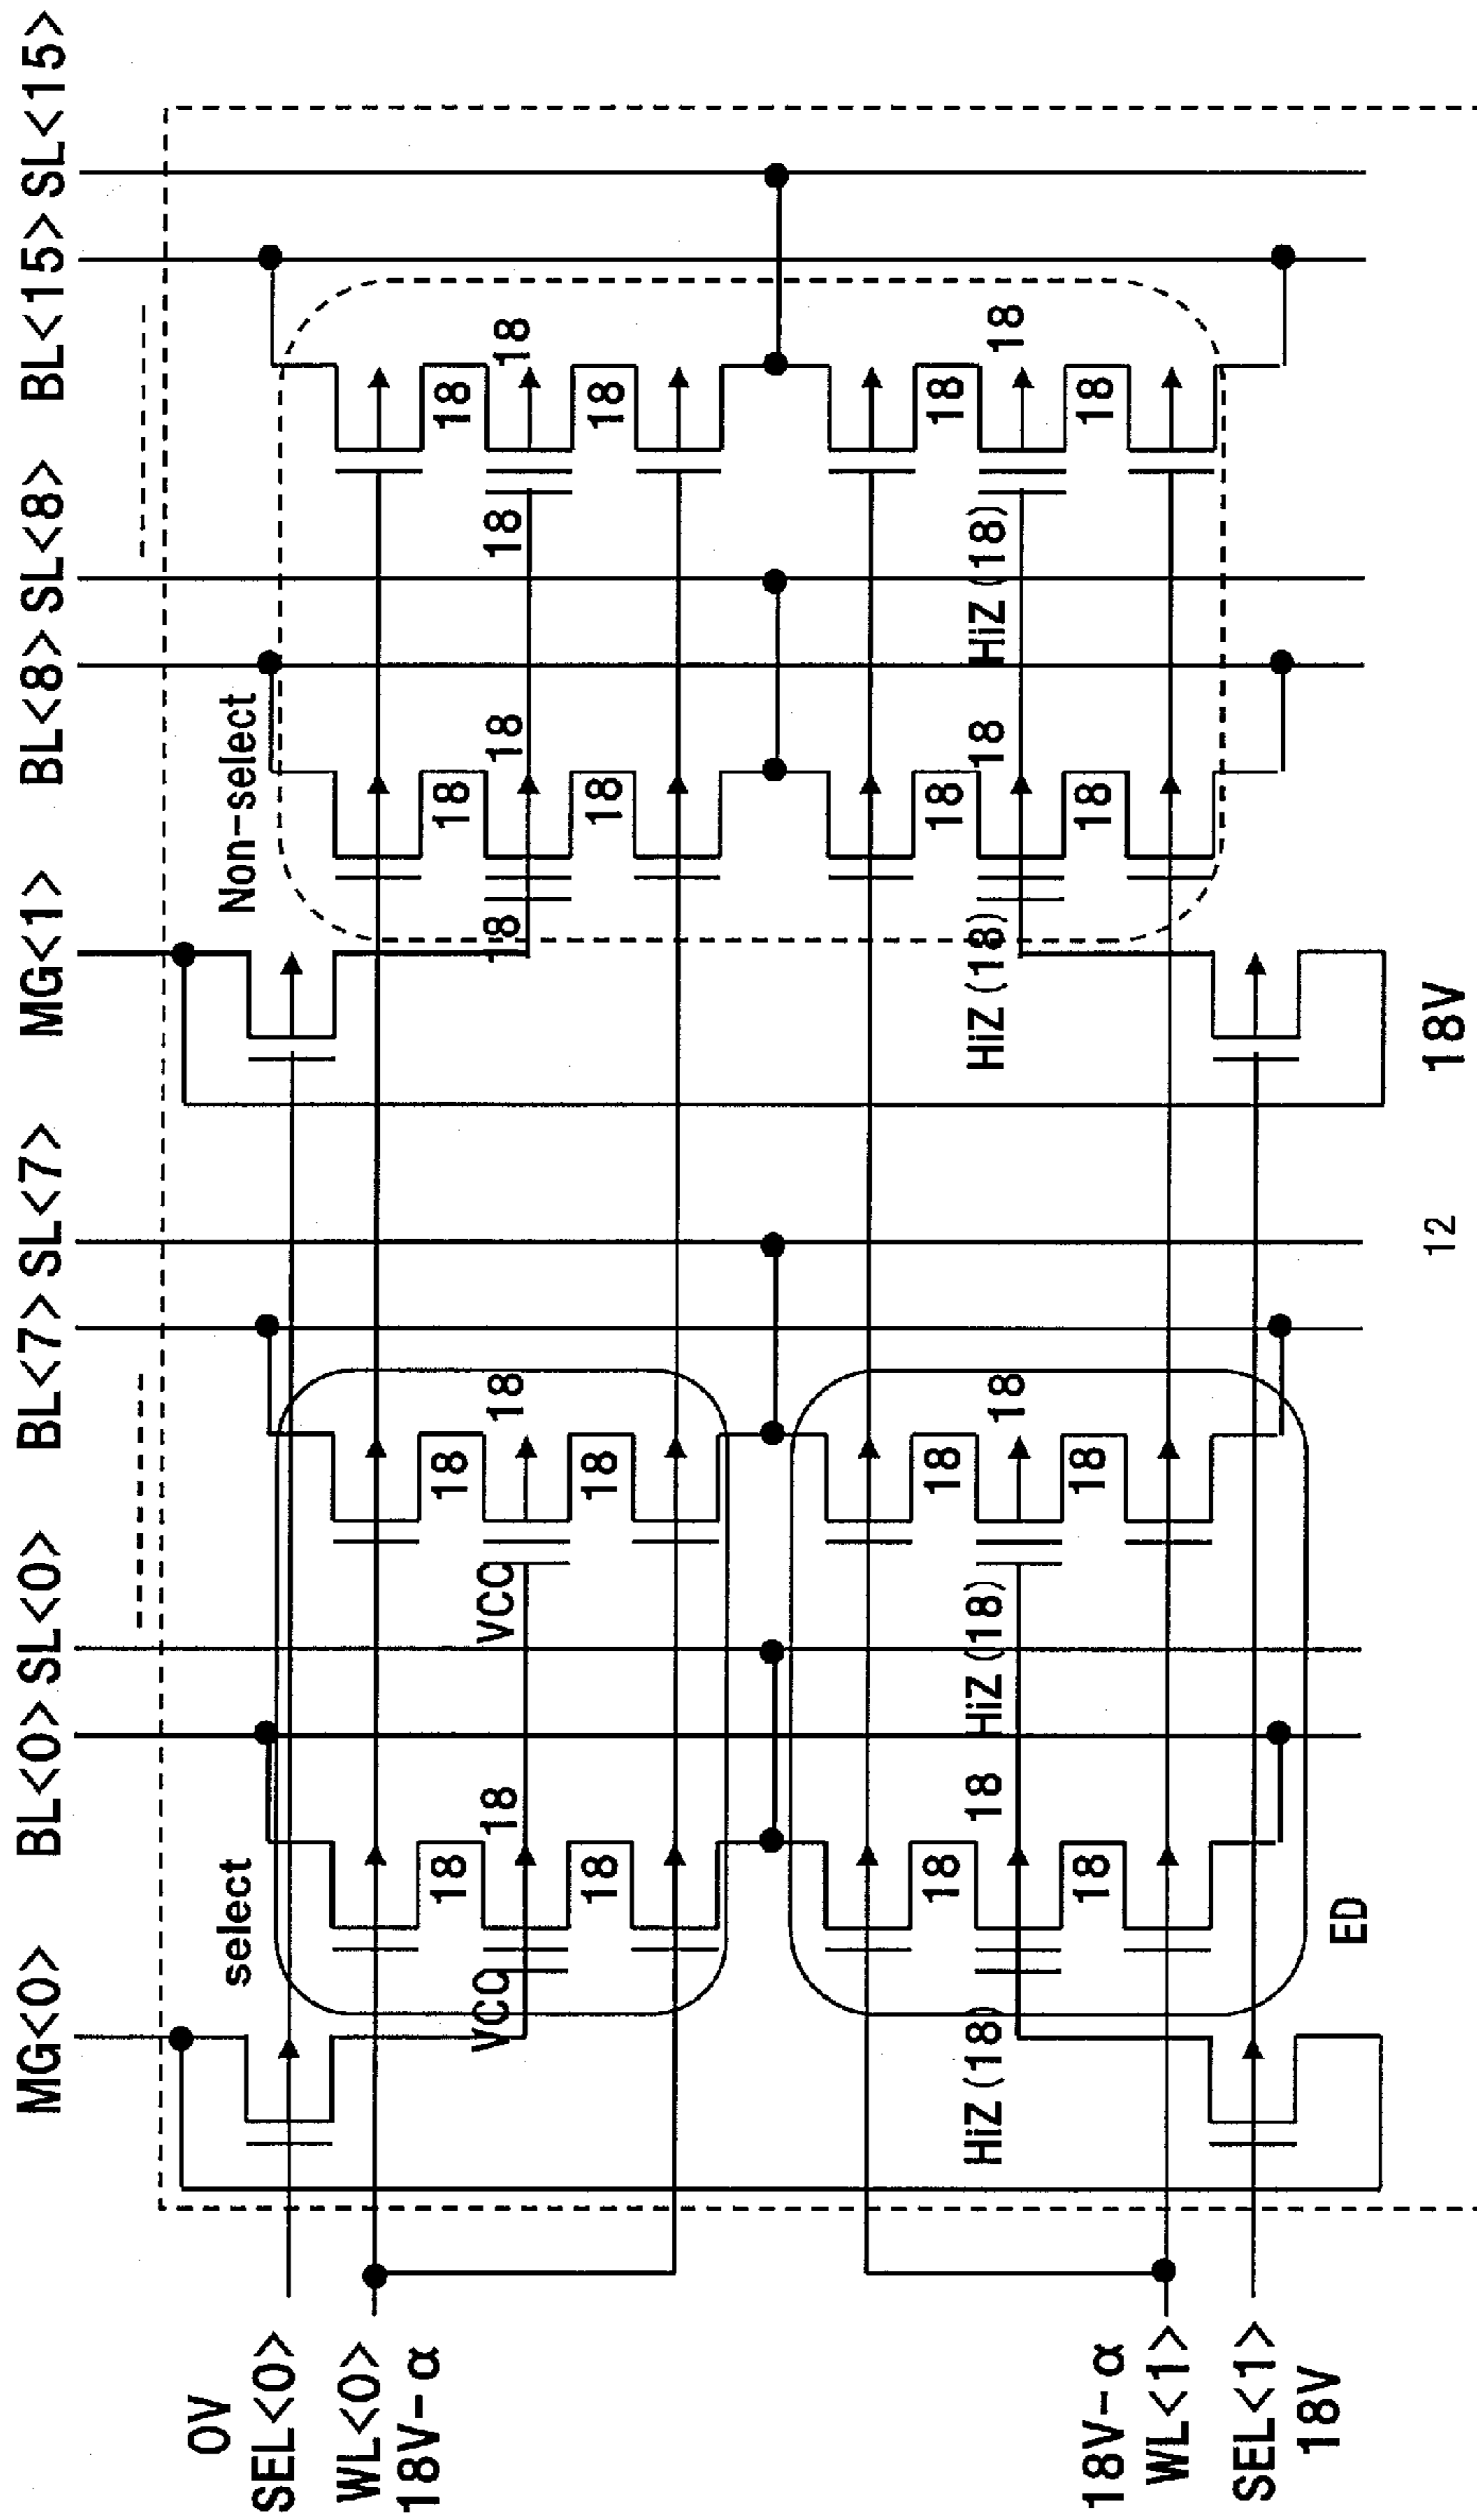 MG<0> BL<0>SL<0> BL<7>SL<7> MG<1> BL<8>SL<8> BL<15>SL<15>
0V
select Non-select
SEL<0>
WL<0>
18V-α
18 18 18 18
VCC 18 VCC 18 18 18 18 18
18 18 18 18
18 18 18 18
HiZ(18) 18 HiZ(18) 18 HiZ(18) 18 HiZ(18) 18
18 18 18 18
18V-α
WL<1>
SEL<1>
18V
ED
12 18V